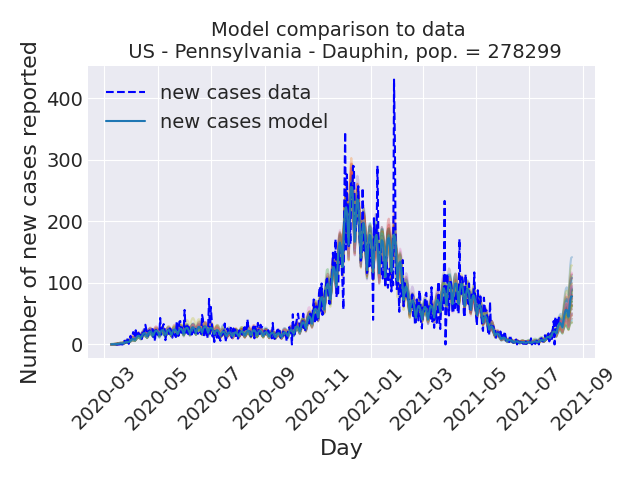 Model comparison to data
US - Pennsylvania - Dauphin, pop. = 278299
Number of new cases reported
new cases data
new cases model
400
300
200
100
0
2020-03
2020-05
2020-07
2020-09
2020-11
2021-01
2021-03
2021-05
2021-07
2021-09
Day